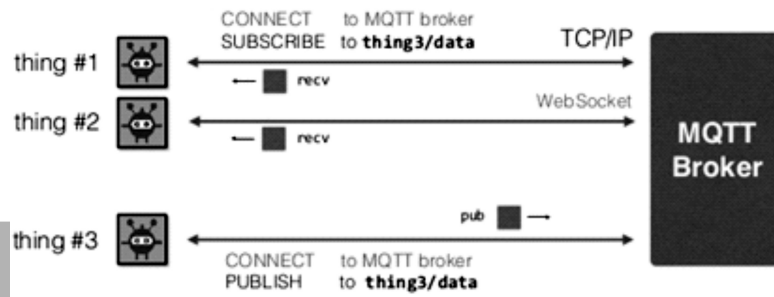 CONNECT to MQTT broker
SUBSCRIBE to thing3/data
TCP/IP
thing #1
recv
WebSocket
thing #2
recv
MQTT
Broker
pub
thing #3
CONNECT to MQTT broker
PUBLISH to thing3/data